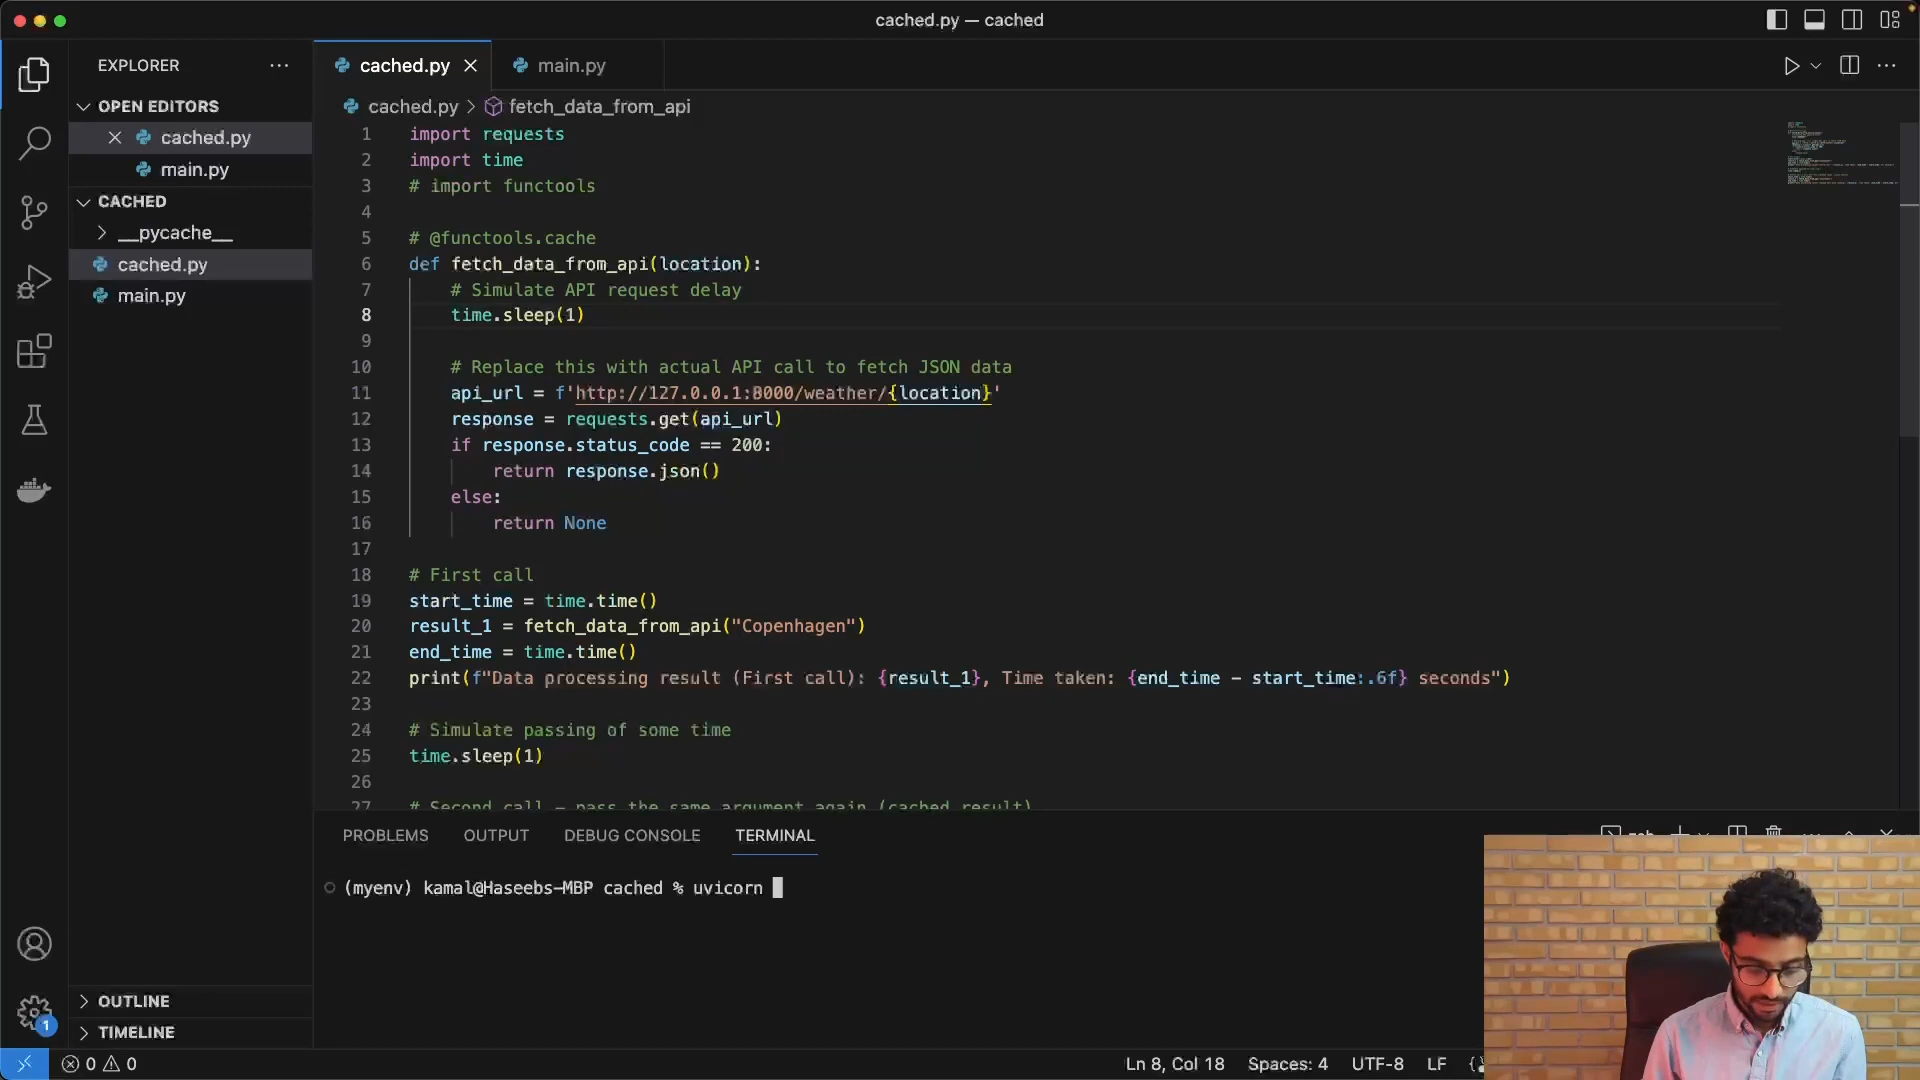 cached.py — cached
EXPLORER
OPEN EDITORS
cached.py
main.py
CACHED
__pycache__
cached.py
main.py
OUTLINE
TIMELINE
1
cached.py
main.py
cached.py > fetch_data_from_api
1 import requests
2 import time
3 # import functools
4
5 # @functools.cache
6 def fetch_data_from_api(location):
7 # Simulate API request delay
8 time.sleep(1)
9
10 # Replace this with actual API call to fetch JSON data
11 api_url = f'http://127.0.0.1:8000/weather/{location}'
12 response = requests.get(api_url)
13 if response.status_code == 200:
14 return response.json()
15 else:
16 return None
17
18 # First call
19 start_time = time.time()
20 result_1 = fetch_data_from_api("Copenhagen")
21 end_time = time.time()
22 print(f"Data processing result (First call): {result_1}, Time taken: {end_time - start_time:.6f} seconds")
23
24 # Simulate passing of some time
25 time.sleep(1)
26
27 # Second call - pass the same argument again (cached result)
PROBLEMS OUTPUT DEBUG CONSOLE TERMINAL
(myenv) kamal@Haseebs-MBP cached % uvicorn
0 0
Ln 8, Col 18 Spaces: 4 UTF-8 LF